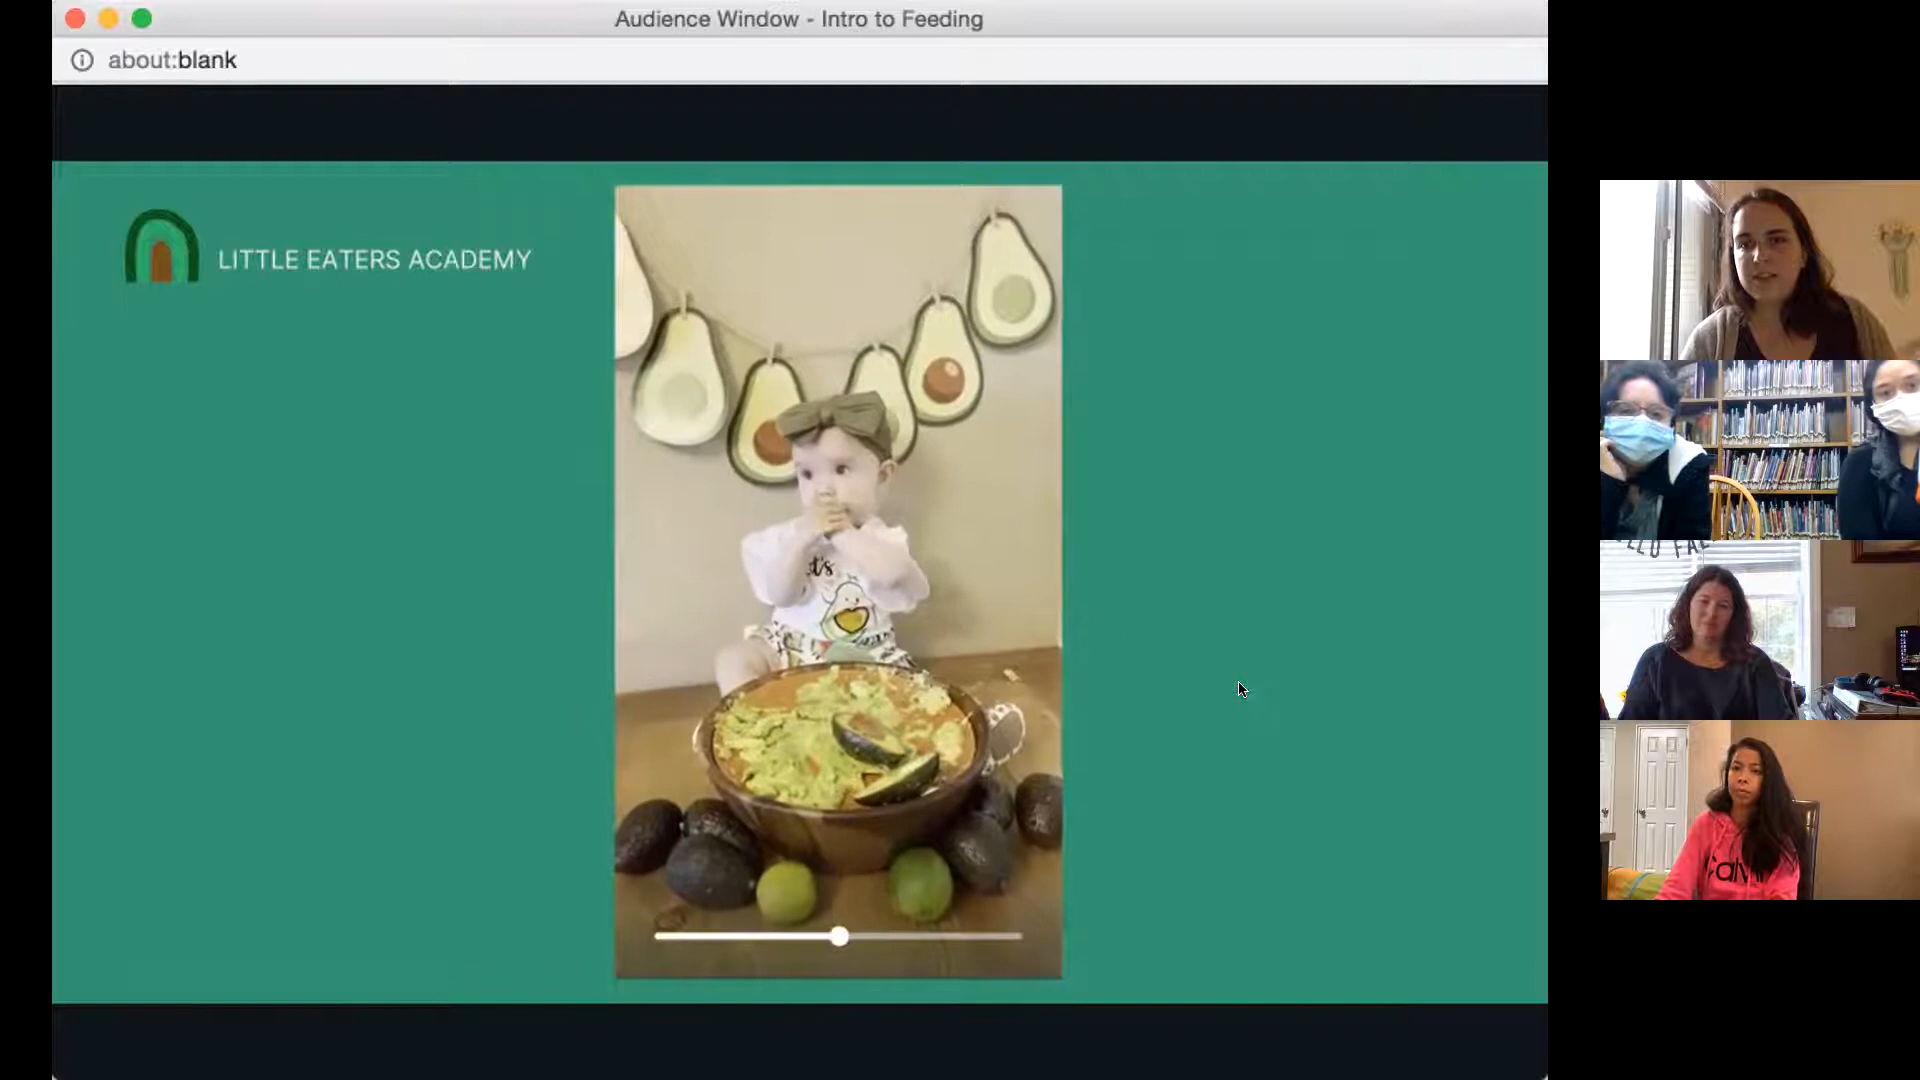 Audience Window - Intro to Feeding
about:blank
LITTLE EATERS ACADEMY